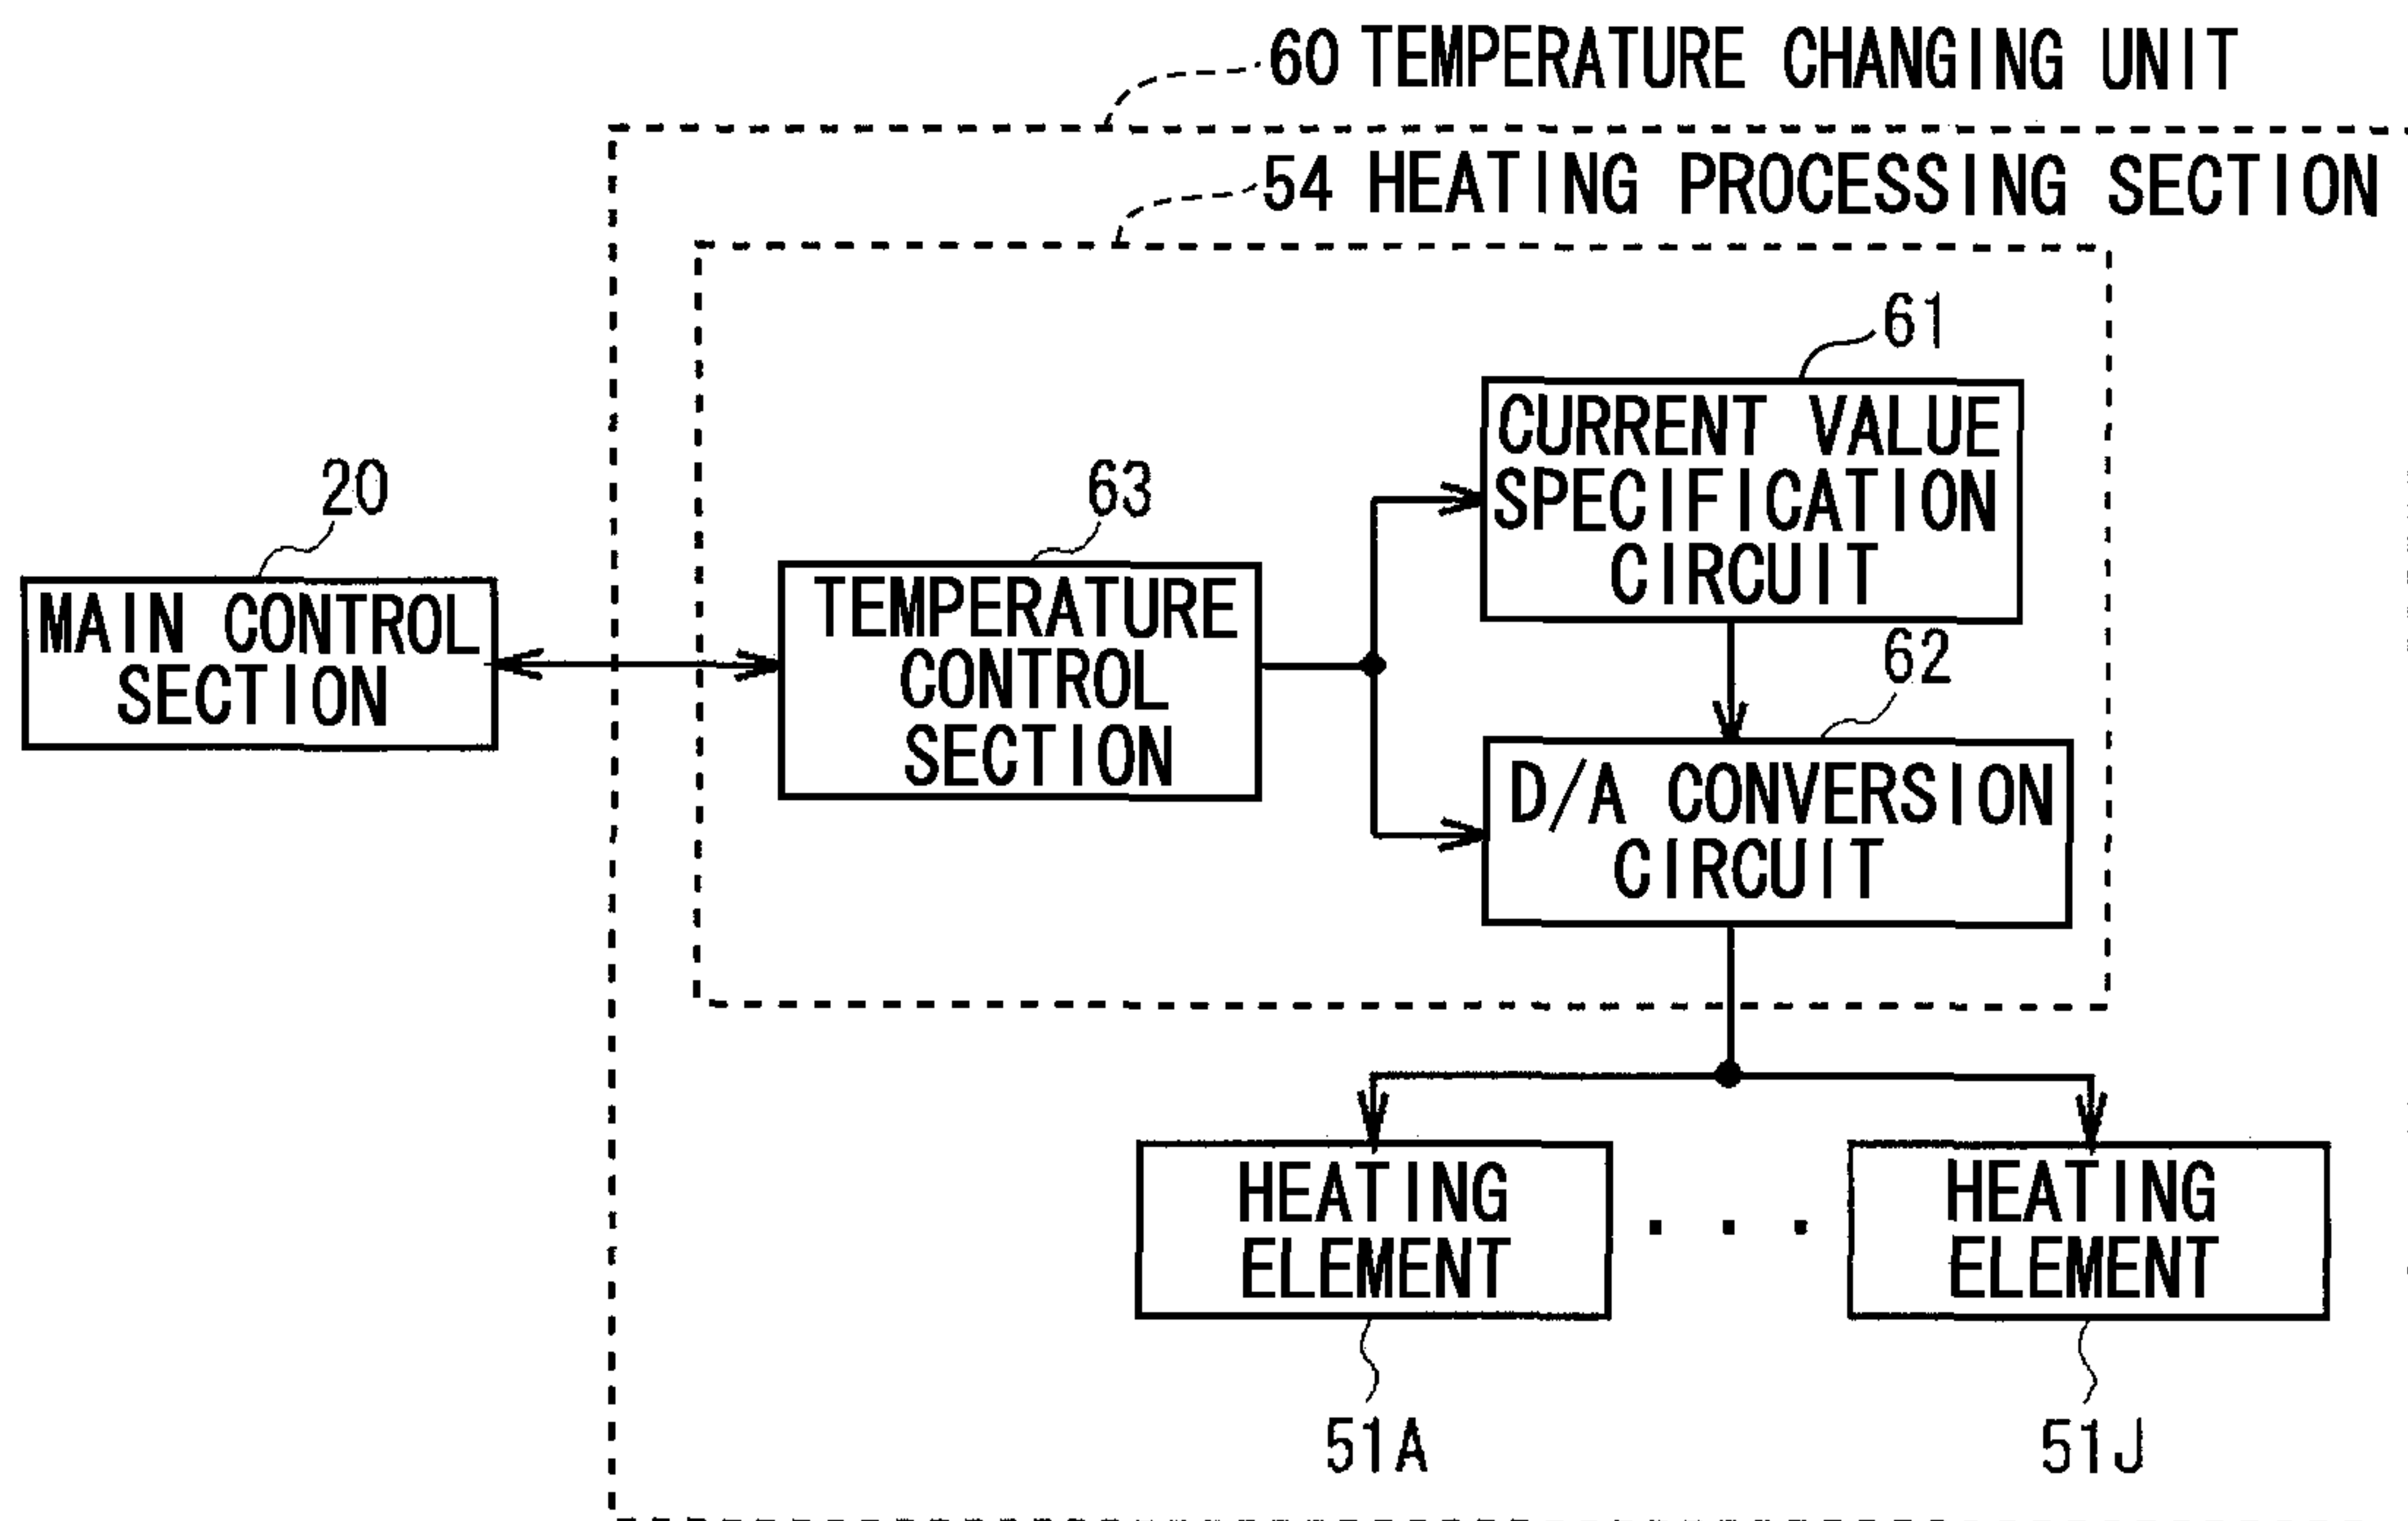 60 TEMPERATURE CHANGING UNIT
54 HEATING PROCESSING SECTION
61
CURRENT VALUE
SPECIFICATION
CIRCUIT
20
MAIN CONTROL
SECTION
63
TEMPERATURE
CONTROL
SECTION
62
D/A CONVERSION
CIRCUIT
HEATING
ELEMENT
51A
. . .
HEATING
ELEMENT
51J